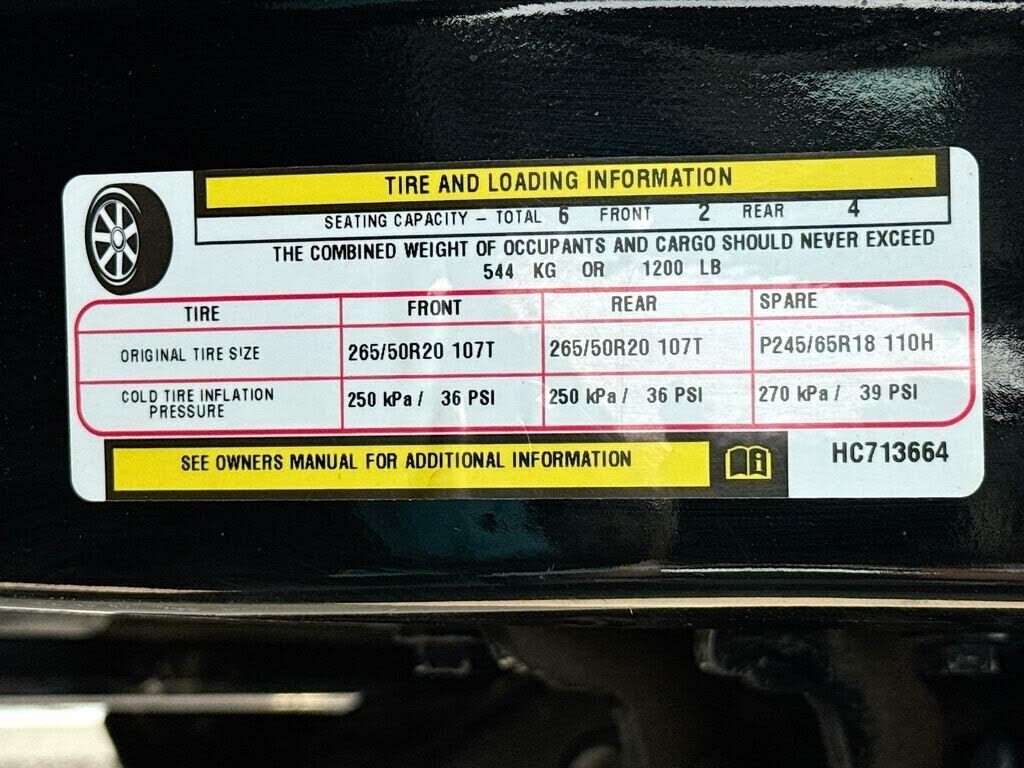 TIRE AND LOADING INFORMATION
SEATING CAPACITY – TOTAL 6 FRONT 2 REAR 4
THE COMBINED WEIGHT OF OCCUPANTS AND CARGO SHOULD NEVER EXCEED
544 KG OR 1200 LB
TIRE FRONT REAR SPARE
ORIGINAL TIRE SIZE 265/50R20 107T 265/50R20 107T P245/65R18 110H
COLD TIRE INFLATION
PRESSURE 250 kPa / 36 PSI 250 kPa / 36 PSI 270 kPa / 39 PSI
SEE OWNERS MANUAL FOR ADDITIONAL INFORMATION
HC713664